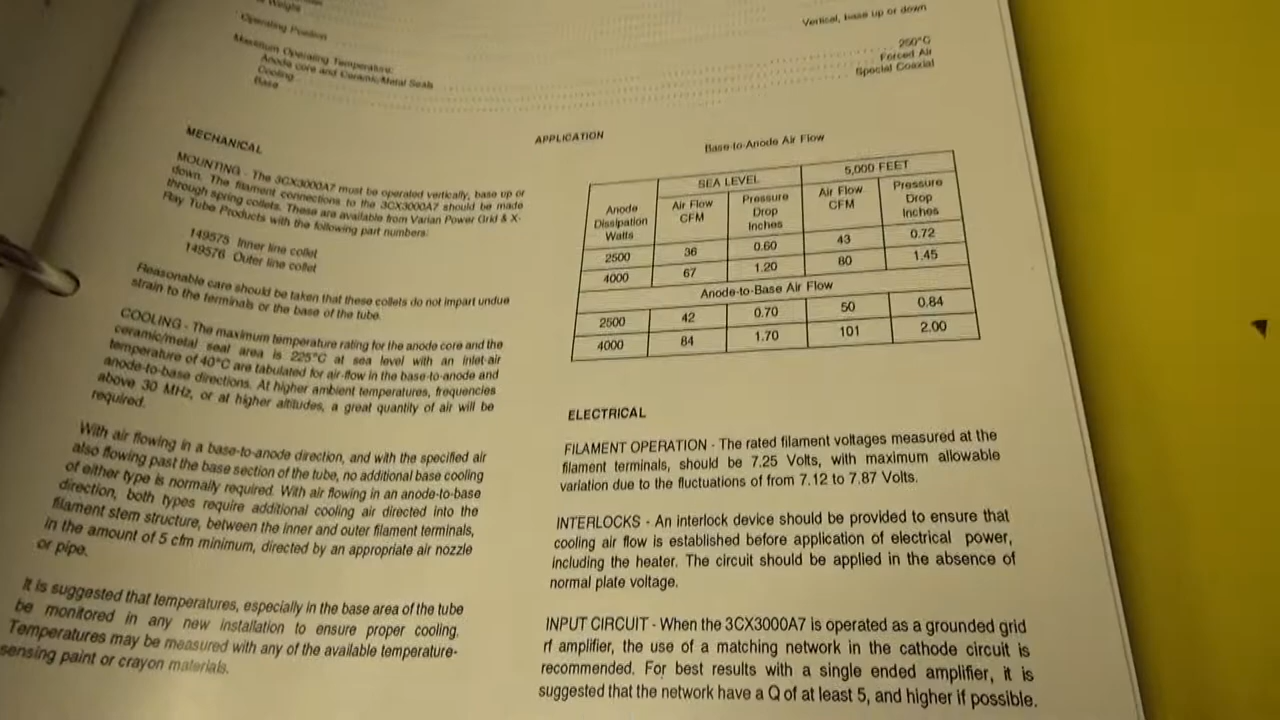 Weight
Operating Position
Vertical, base up or down
Maximum Operating Temperature:
Anode core and Ceramic/Metal Seals
250°C
Cooling
Forced Air
Base
Special Coaxial
MECHANICAL
MOUNTING - The 3CX3000A7 must be operated vertically, base up or
down. The filament connections to the 3CX3000A7 should be made
through spring collets. These are available from Varian Power Grid & X-
Ray Tube Products with the following part numbers:
149575 Inner line collet
149576 Outer line collet
Reasonable care should be taken that these collets do not impart undue
strain to the terminals or the base of the tube.
COOLING - The maximum temperature rating for the anode core and the
ceramic/metal seal area is 225°C at sea level with an inlet-air
temperature of 40°C are tabulated for air-flow in the base-to-anode and
anode-to-base directions. At higher ambient temperatures, frequencies
above 30 MHz, or at higher altitudes, a great quantity of air will be
required.
With air flowing in a base-to-anode direction, and with the specified air
also flowing past the base section of the tube, no additional base cooling
of either type is normally required. With air flowing in an anode-to-base
direction, both types require additional cooling air directed into the
filament stem structure, between the inner and outer filament terminals,
in the amount of 5 cfm minimum, directed by an appropriate air nozzle
or pipe.
It is suggested that temperatures, especially in the base area of the tube
be monitored in any new installation to ensure proper cooling.
Temperatures may be measured with any of the available temperature-
sensing paint or crayon materials.
APPLICATION
Base-to-Anode Air Flow
SEA LEVEL 5,000 FEET
Anode Dissipation Watts Air Flow CFM Pressure Drop Inches Air Flow CFM Pressure Drop Inches
2500 36 0.60 43 0.72
4000 67 1.20 80 1.45
Anode-to-Base Air Flow
2500 42 0.70 50 0.84
4000 84 1.70 101 2.00
ELECTRICAL
FILAMENT OPERATION - The rated filament voltages measured at the
filament terminals, should be 7.25 Volts, with maximum allowable
variation due to the fluctuations of from 7.12 to 7.87 Volts.
INTERLOCKS - An interlock device should be provided to ensure that
cooling air flow is established before application of electrical power,
including the heater. The circuit should be applied in the absence of
normal plate voltage.
INPUT CIRCUIT - When the 3CX3000A7 is operated as a grounded grid
rf amplifier, the use of a matching network in the cathode circuit is
recommended. For best results with a single ended amplifier, it is
suggested that the network have a Q of at least 5, and higher if possible.